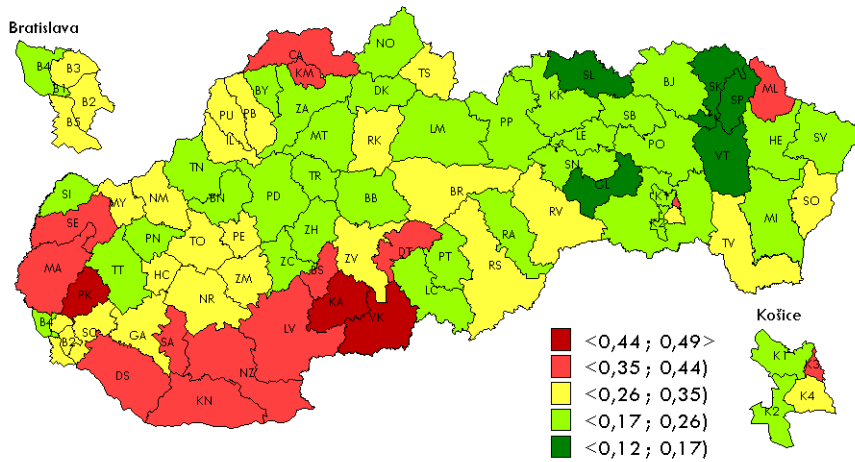 Bratislava
B4
B3
B1
B2
B5
CA
KM
NO
TS
BY
ZA
DK
PU
PB
IL
MT
RK
LM
PP
SL
KK
BJ
SK
SP
ML
SB
LE
PO
HE
SV
VT
SN
GL
TN
BN
PD
TR
BB
BR
RV
K1
K2
SO
MI
TV
SI
MY
NM
SE
PN
TO
PE
ZH
ZV
DT
PT
RA
RS
MA
TT
HC
ZM
ZC
BS
PK
NR
KA
VK
LC
B4
B2
SC
GA
SA
LV
NZ
DS
KN
Košice
K1
K3
K4
K2
<0,44 ; 0,49>
<0,35 ; 0,44)
<0,26 ; 0,35)
<0,17 ; 0,26)
<0,12 ; 0,17)